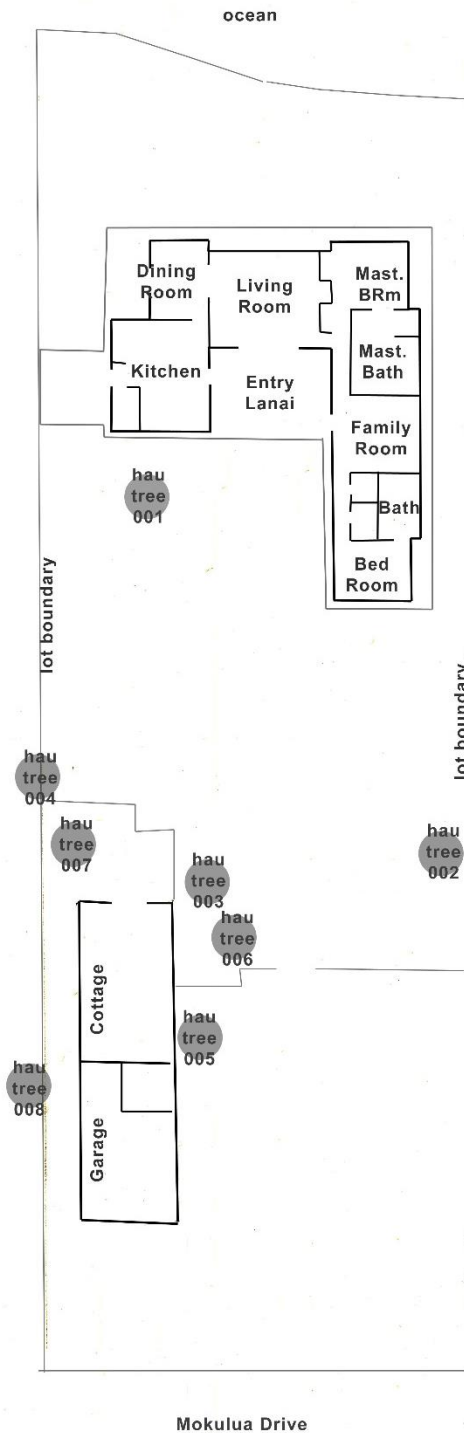 ocean
Dining
Room
Living
Room
Mast.
BRm
Mast.
Bath
Kitchen
Entry
Lanai
Family
Room
hau
tree
001
Bath
Bed
Room
lot boundary
lot boundary
hau
tree
004
hau
tree
007
hau
tree
002
hau
tree
003
hau
tree
006
Cottage
hau
tree
005
hau
tree
008
Garage
Mokulua Drive